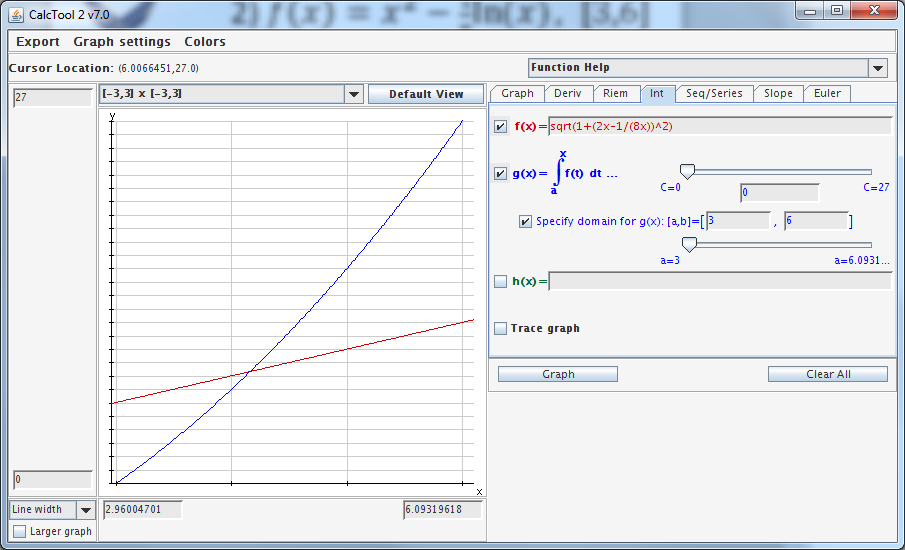 CalcTool 2 v7.0
2) f(x) = x² − ln(x), [3,6]
Export Graph settings Colors
Cursor Location: (6.0066451,27.0)
Function Help
27
[-3,3] x [-3,3]
Default View
Graph Deriv Riem Int Seq/Series Slope Euler
y
f(x)= sqrt(1+(2x-1/(8x))^2)
x
g(x)= ∫ f(t) dt ...
a
C=0 0 C=27
Specify domain for g(x): [a,b]=[ 3 , 6 ]
a=3 a=6.0931...
h(x)=
Trace graph
Graph Clear All
0
x
Line width
2.96004701 6.09319618
Larger graph